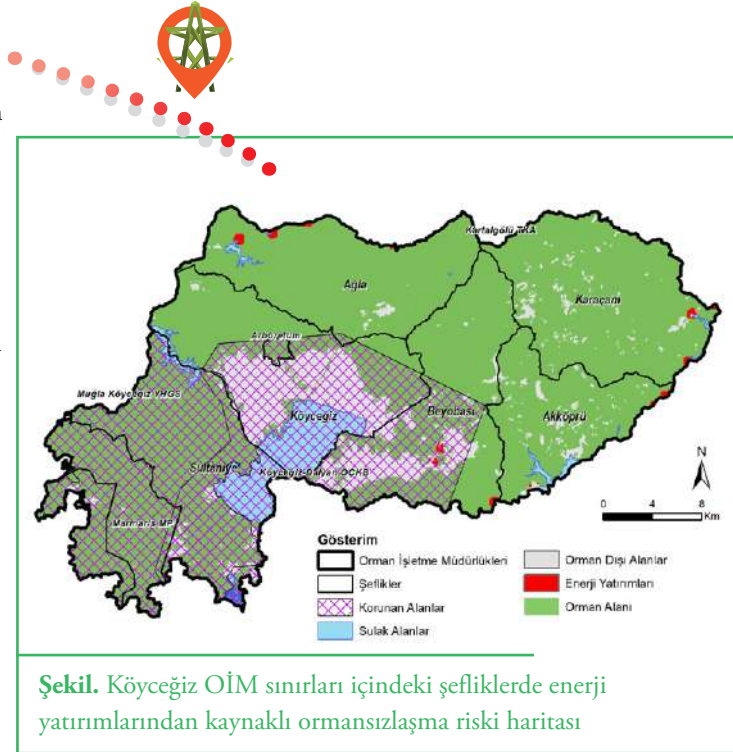 Kartalgölü TKA
Ağla
Karaçam
Arboretum
Muğla Köyceğiz YHGS
Köyceğiz
Beyobası
Akköprü
Sultaniye
Köyceğiz-Dalyan ÖÇKB
Marmaris MP
N
0 4 8
Km
Gösterim
Orman İşletme Müdürlükleri
Şeflikler
Korunan Alanlar
Sulak Alanlar
Orman Dışı Alanlar
Enerji Yatırımları
Orman Alanı
Şekil. Köyceğiz OİM sınırları içindeki şefliklerde enerji
yatırımlarından kaynaklı ormansızlaşma riski haritası